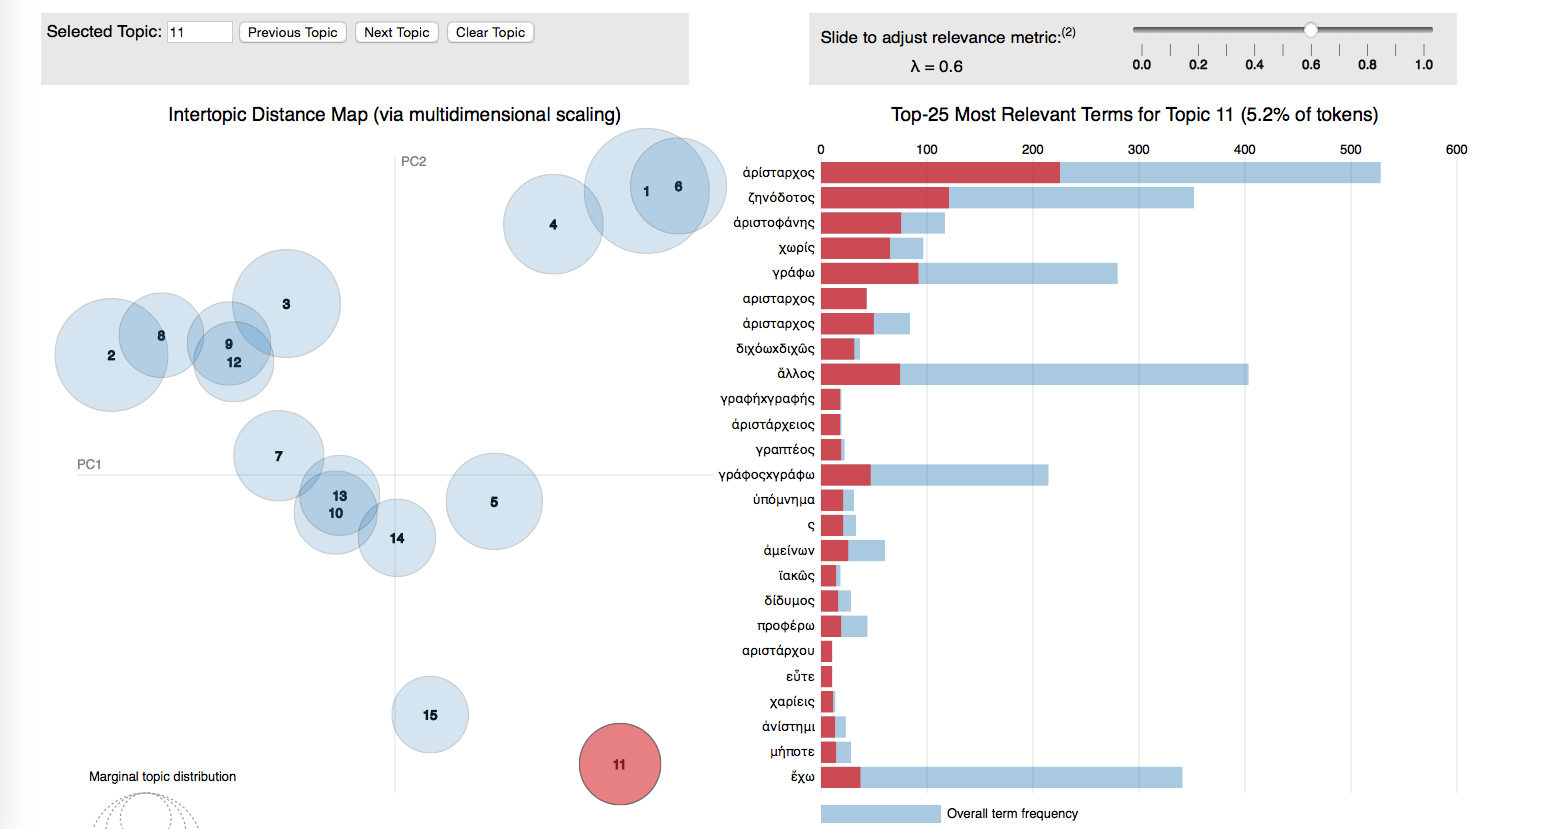 Selected Topic: 11 Previous Topic Next Topic Clear Topic
Slide to adjust relevance metric:(2)
λ = 0.6
0.0 0.2 0.4 0.6 0.8 1.0
Intertopic Distance Map (via multidimensional scaling)
PC2
PC1
1
6
4
3
8
2
9
12
7
13
10
5
14
15
11
Marginal topic distribution
Top-25 Most Relevant Terms for Topic 11 (5.2% of tokens)
0 100 200 300 400 500 600
ἀρίσταρχος
ζηνόδοτος
ἀριστοφάνης
χωρίς
γράφω
αρισταρχος
ἀρισταρχος
διχόωxδιχῶς
ἄλλος
γραφήxγραφής
ἀριστάρχειος
γραπτέος
γράφοςxγράφω
ὑπόμνημα
ς
ἀμείνων
ϊακῶς
δίδυμος
προφέρω
αριστάρχου
εὖτε
χαρίεις
ἀνίστημι
μήποτε
ἔχω
Overall term frequency